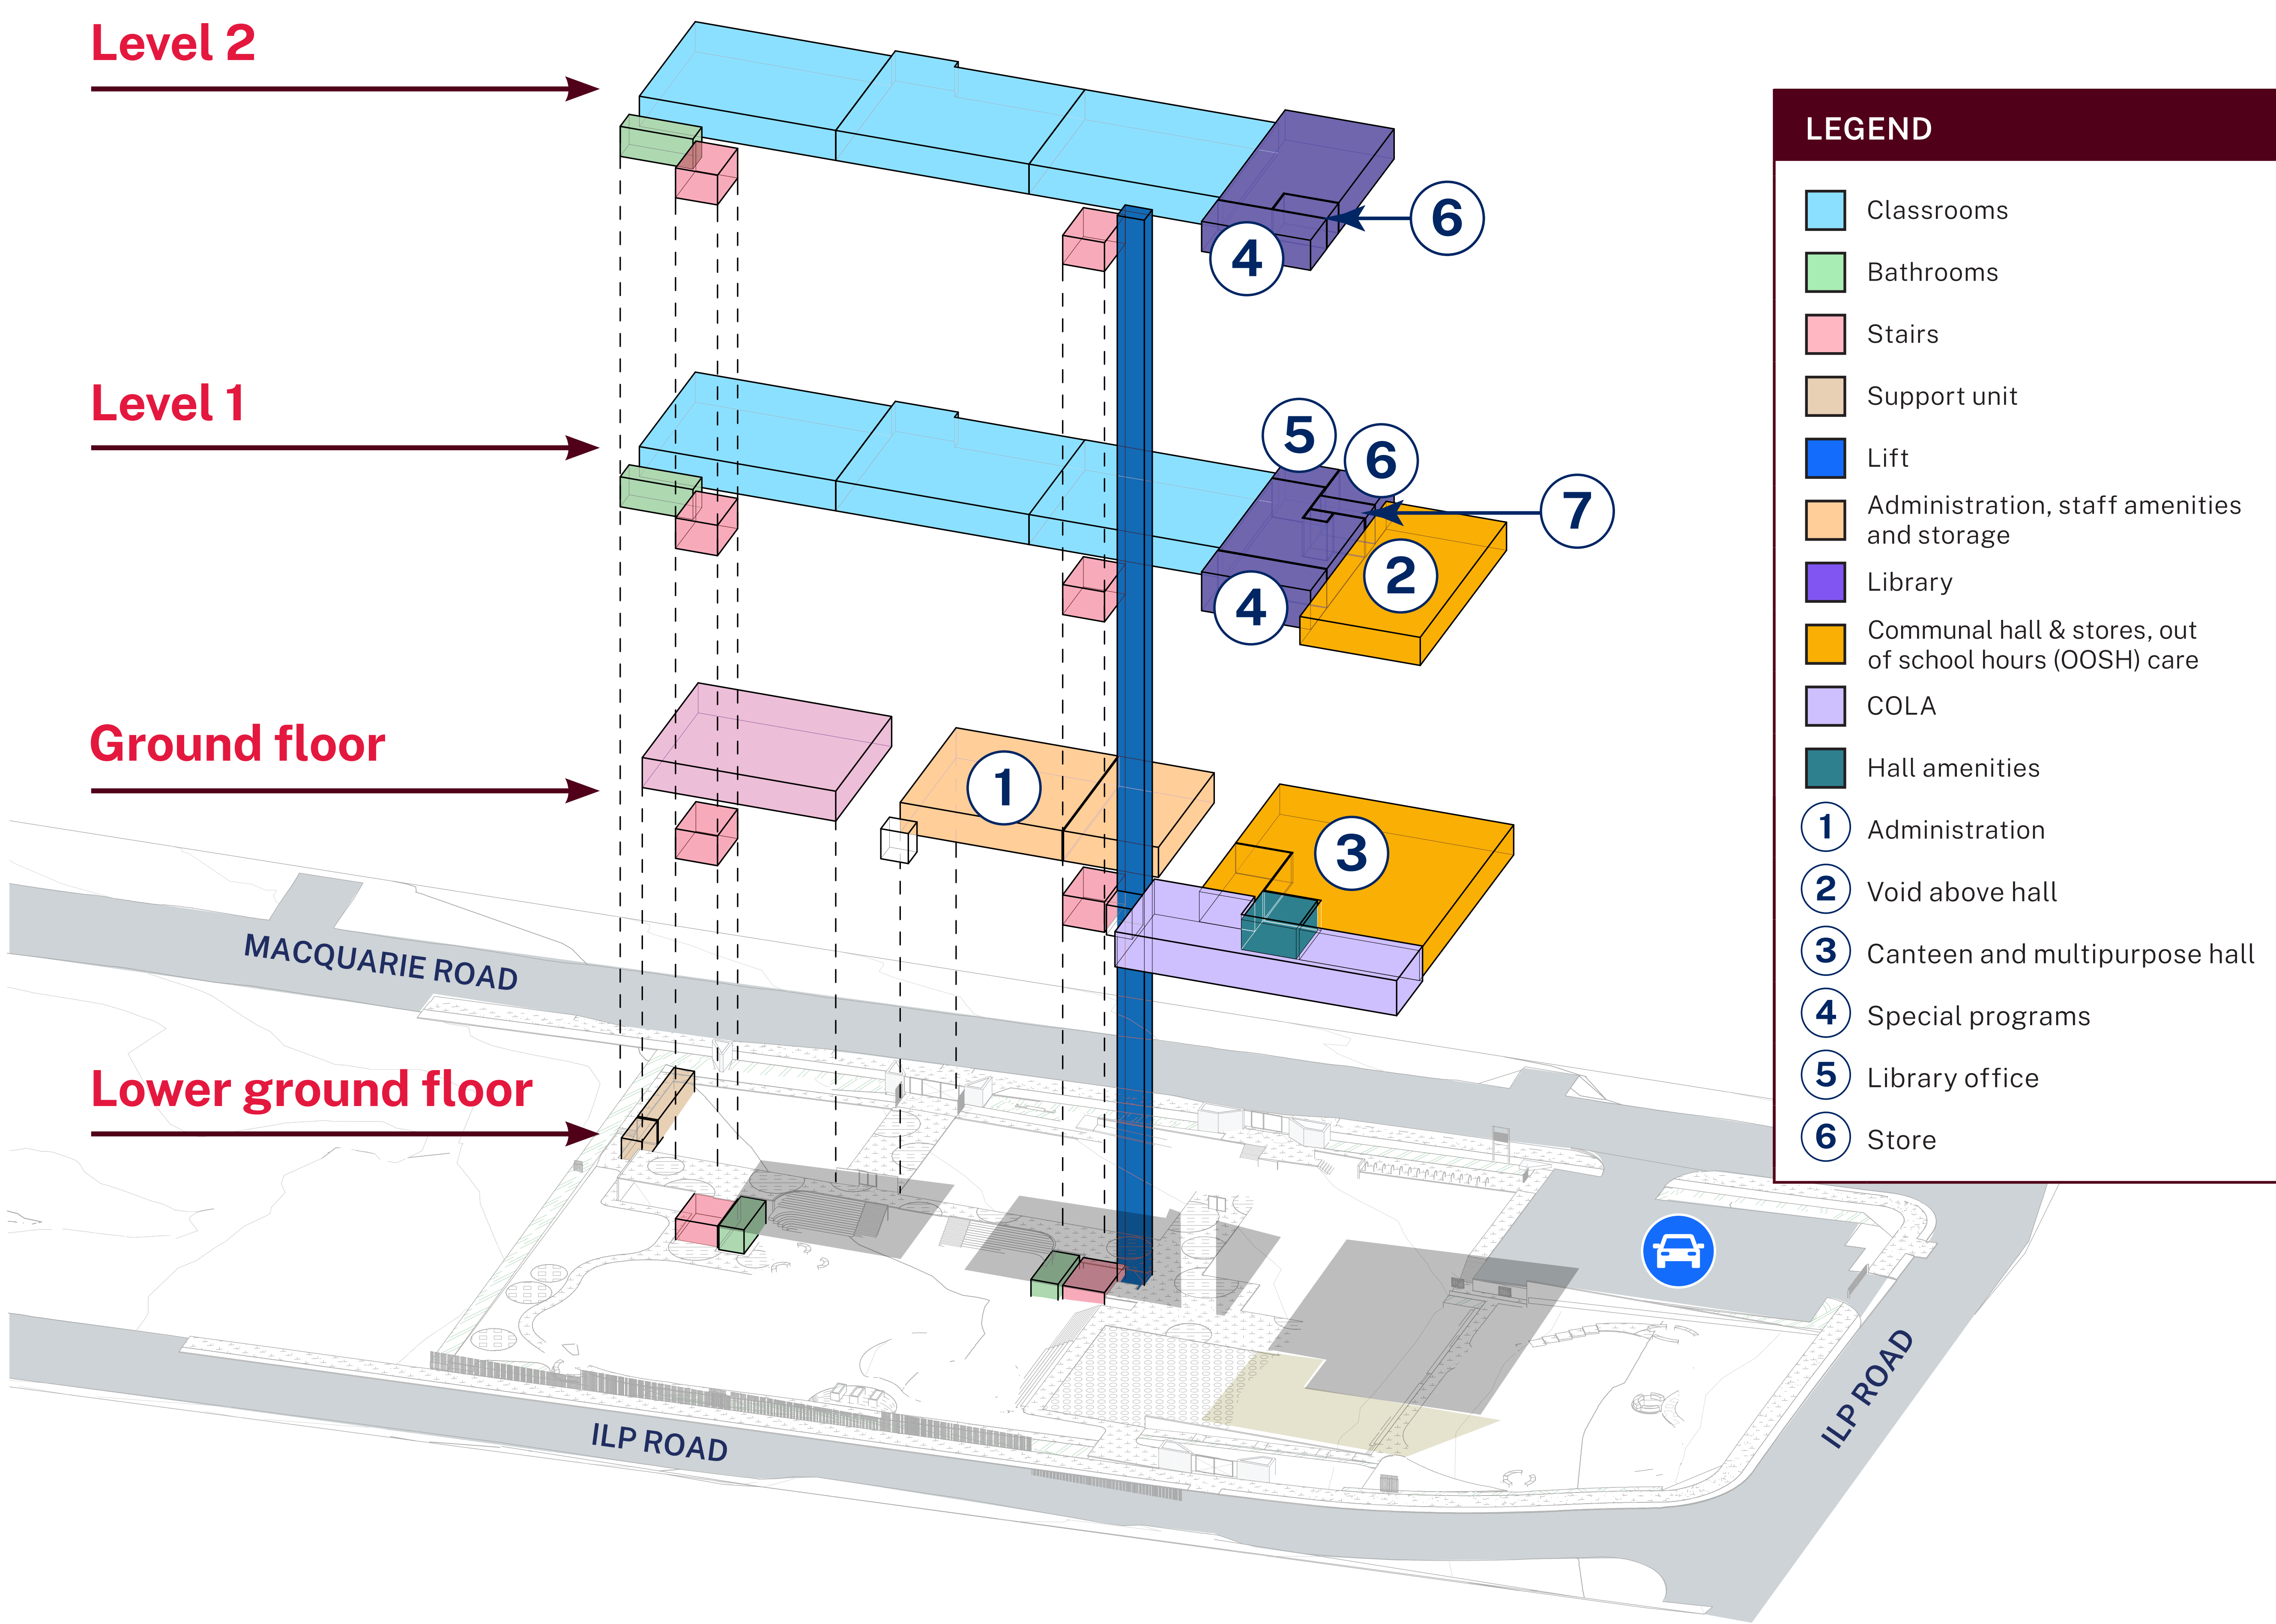 Level 2
6
4
Level 1
5
6
7
2
4
Ground floor
1
3
MACQUARIE ROAD
Lower ground floor
ILP ROAD
ILP ROAD
LEGEND
Classrooms
Bathrooms
Stairs
Support unit
Lift
Administration, staff amenities
and storage
Library
Communal hall & stores, out
of school hours (OOSH) care
COLA
Hall amenities
1 Administration
2 Void above hall
3 Canteen and multipurpose hall
4 Special programs
5 Library office
6 Store